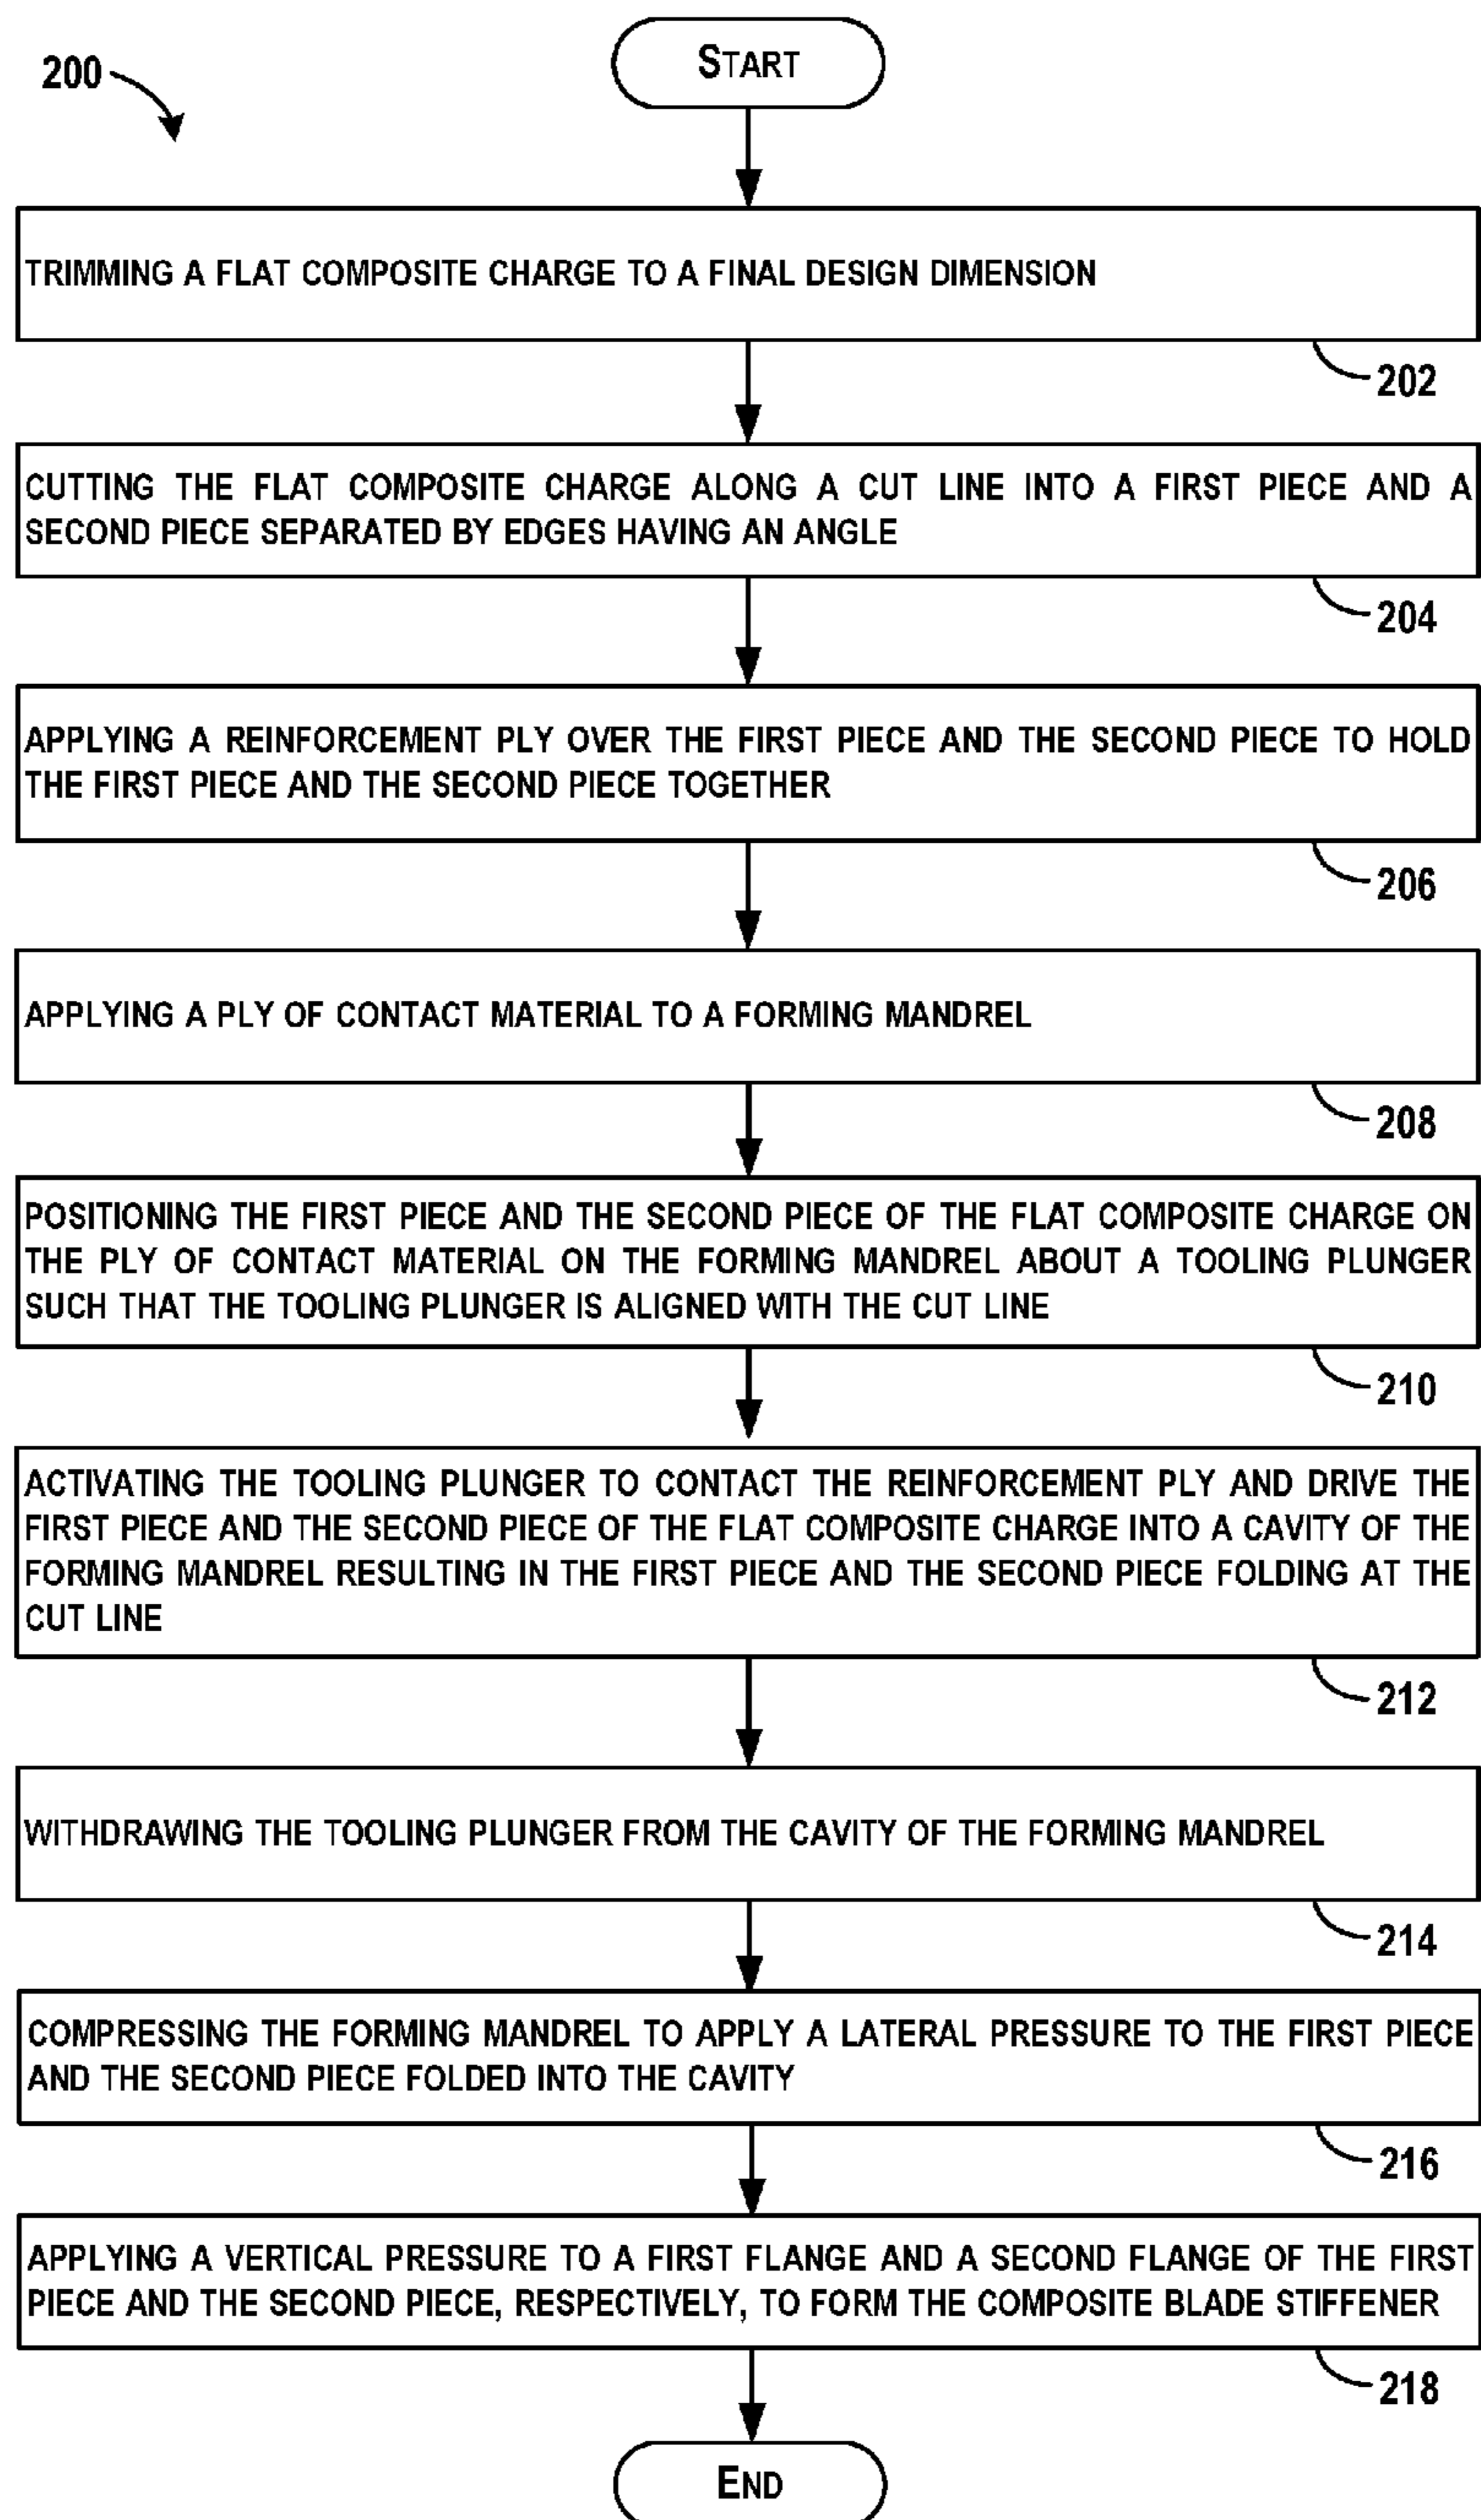 START
200
TRIMMING A FLAT COMPOSITE CHARGE TO A FINAL DESIGN DIMENSION
202
CUTTING THE FLAT COMPOSITE CHARGE ALONG A CUT LINE INTO A FIRST PIECE AND A
SECOND PIECE SEPARATED BY EDGES HAVING AN ANGLE
204
APPLYING A REINFORCEMENT PLY OVER THE FIRST PIECE AND THE SECOND PIECE TO HOLD
THE FIRST PIECE AND THE SECOND PIECE TOGETHER
206
APPLYING A PLY OF CONTACT MATERIAL TO A FORMING MANDREL
208
POSITIONING THE FIRST PIECE AND THE SECOND PIECE OF THE FLAT COMPOSITE CHARGE ON
THE PLY OF CONTACT MATERIAL ON THE FORMING MANDREL ABOUT A TOOLING PLUNGER
SUCH THAT THE TOOLING PLUNGER IS ALIGNED WITH THE CUT LINE
210
ACTIVATING THE TOOLING PLUNGER TO CONTACT THE REINFORCEMENT PLY AND DRIVE THE
FIRST PIECE AND THE SECOND PIECE OF THE FLAT COMPOSITE CHARGE INTO A CAVITY OF THE
FORMING MANDREL RESULTING IN THE FIRST PIECE AND THE SECOND PIECE FOLDING AT THE
CUT LINE
212
WITHDRAWING THE TOOLING PLUNGER FROM THE CAVITY OF THE FORMING MANDREL
214
COMPRESSING THE FORMING MANDREL TO APPLY A LATERAL PRESSURE TO THE FIRST PIECE
AND THE SECOND PIECE FOLDED INTO THE CAVITY
216
APPLYING A VERTICAL PRESSURE TO A FIRST FLANGE AND A SECOND FLANGE OF THE FIRST
PIECE AND THE SECOND PIECE, RESPECTIVELY, TO FORM THE COMPOSITE BLADE STIFFENER
218
END